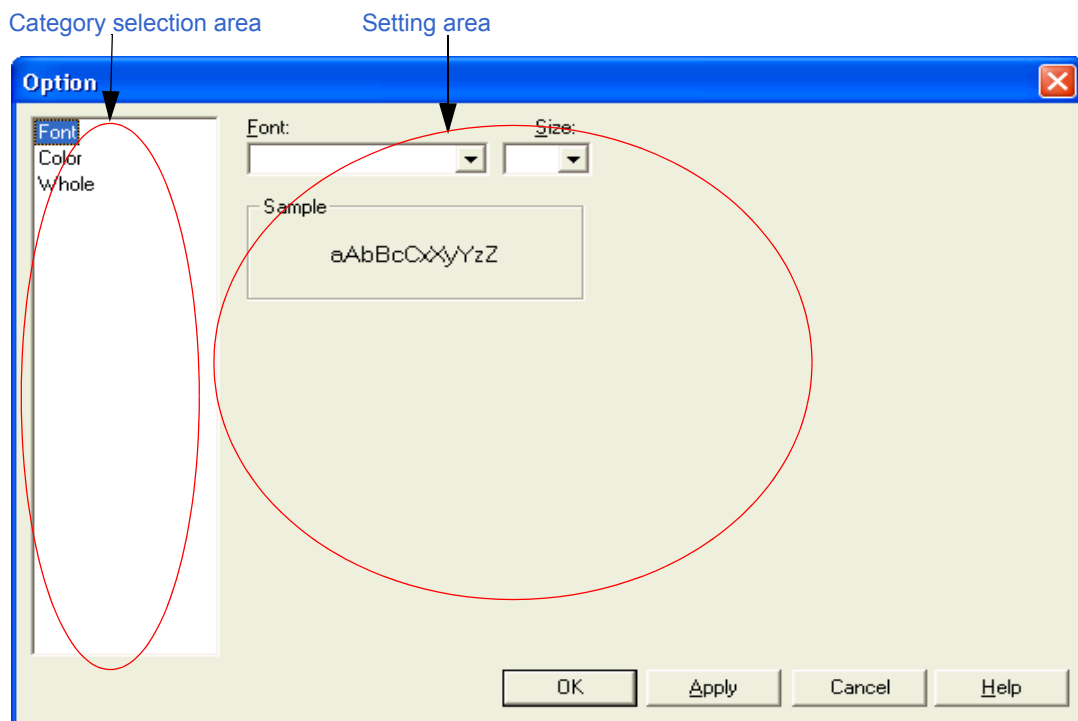 Category selection area
Setting area
Option
Font
Color
Whole
Font:
Size:
Sample
aAbBcCxXyYzZ
OK
Apply
Cancel
Help